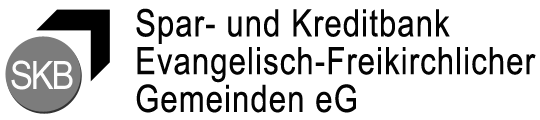 SKB
Spar- und Kreditbank
Evangelisch-Freikirchlicher
Gemeinden eG